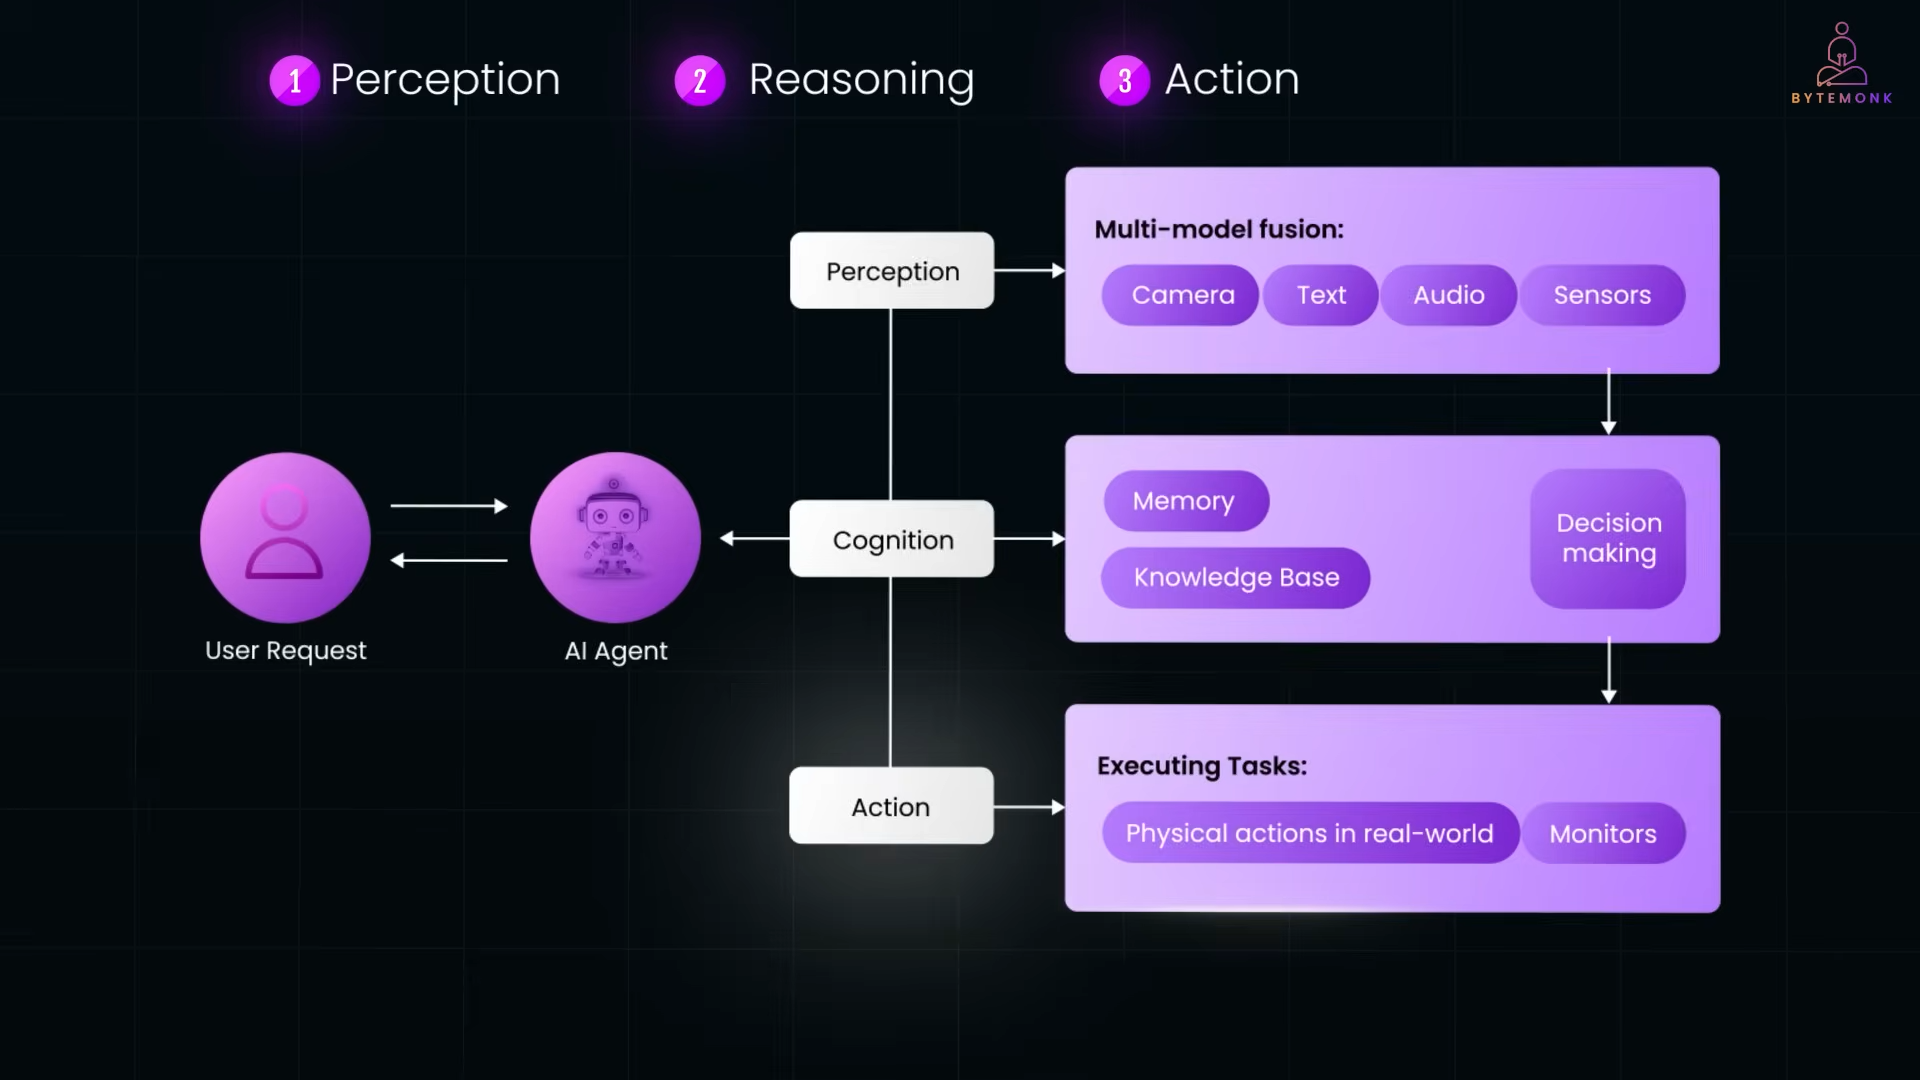 1 Perception
2 Reasoning
3 Action
BYTEMONK
Perception
Multi-model fusion:
Camera
Text
Audio
Sensors
User Request
AI Agent
Cognition
Memory
Knowledge Base
Decision
making
Action
Executing Tasks:
Physical actions in real-world
Monitors